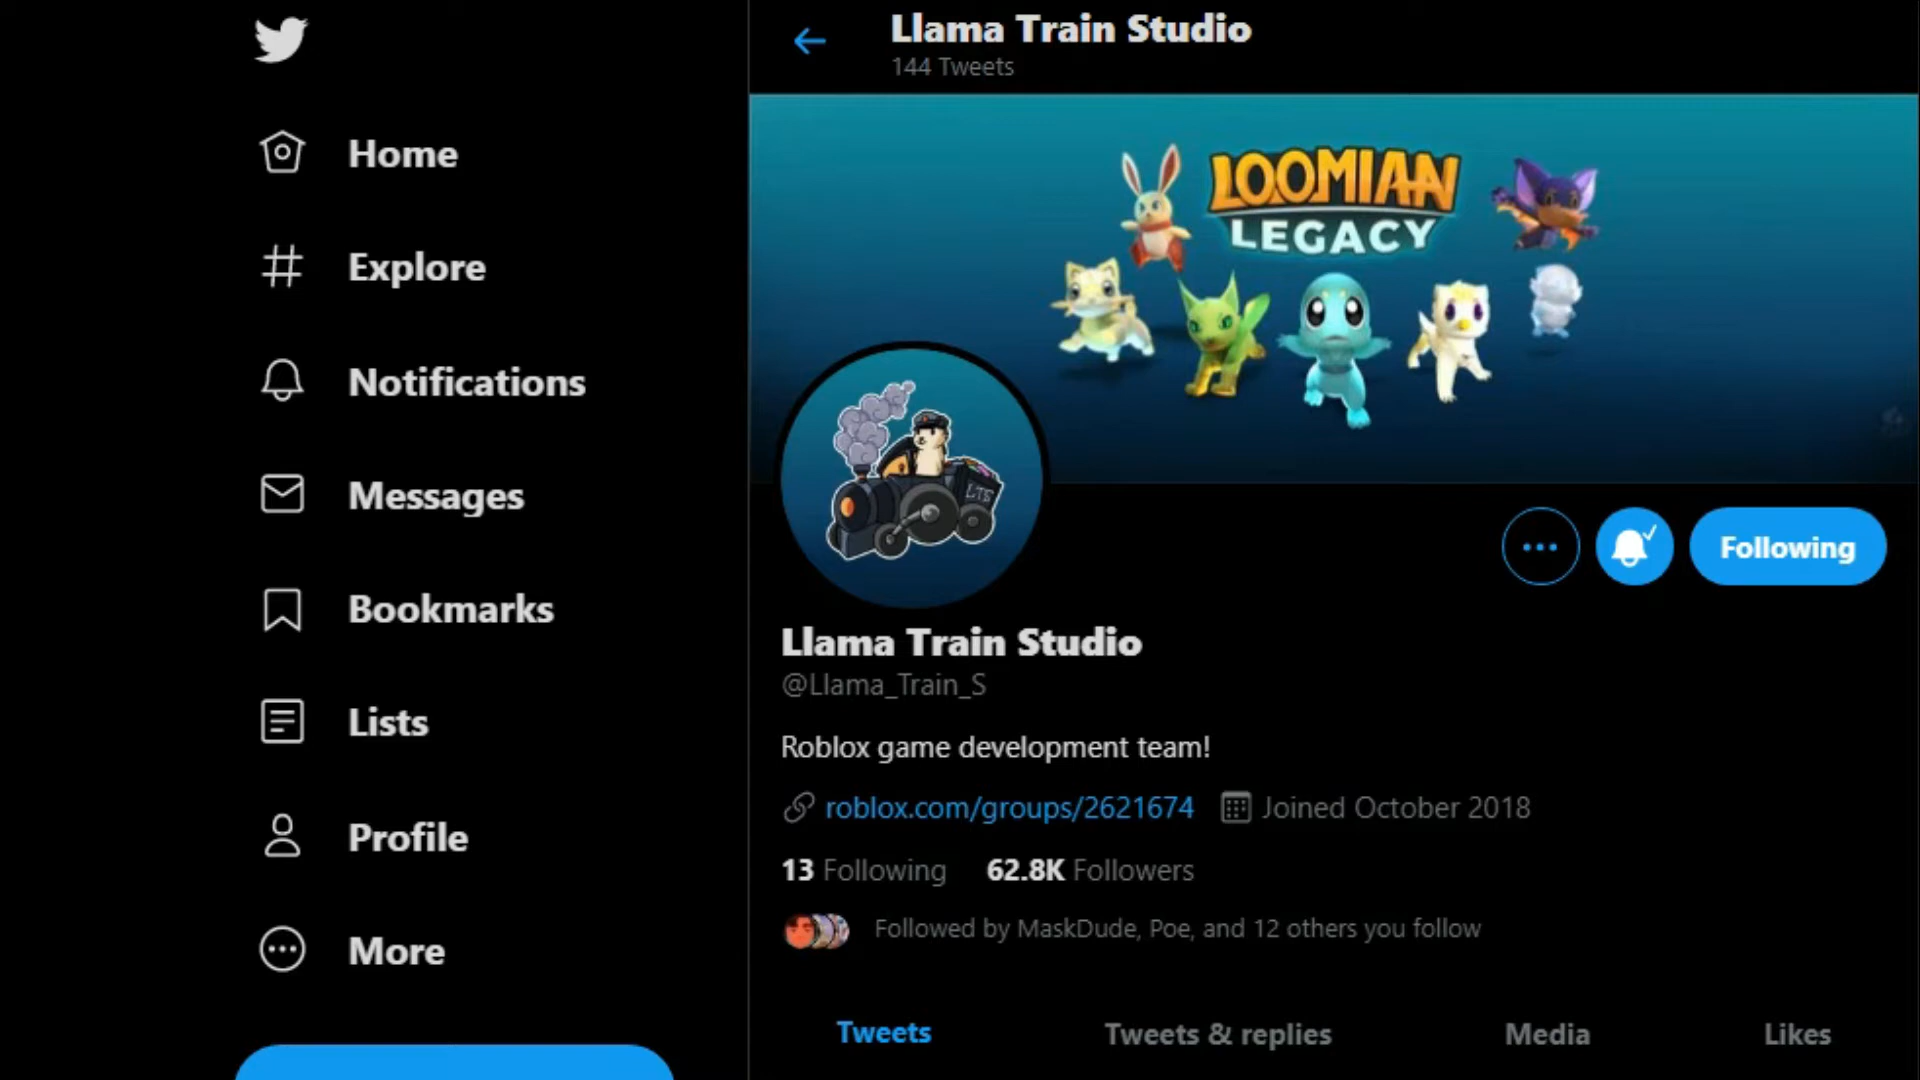 Home
Explore
Notifications
Messages
Bookmarks
Lists
Profile
More
Llama Train Studio
144 Tweets
LOOMIAN
LEGACY
LTS
Following
Llama Train Studio
@Llama_Train_S
Roblox game development team!
roblox.com/groups/2621674 Joined October 2018
13 Following 62.8K Followers
Followed by MaskDude, Poe, and 12 others you follow
Tweets Tweets & replies Media Likes